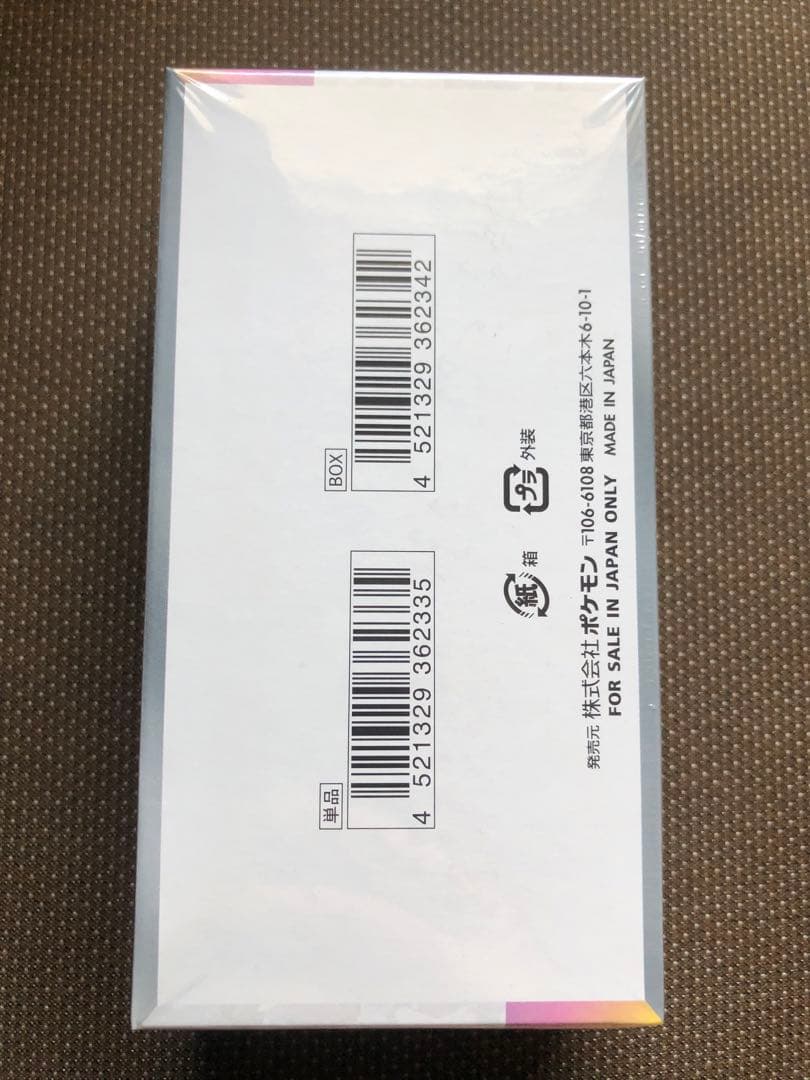 単品
4 521329 362335
BOX
4 521329 362342
紙 箱
プラ 外装
発売元 株式会社 ポケモン 〒106-6108 東京都港区六本木6-10-1
FOR SALE IN JAPAN ONLY MADE IN JAPAN